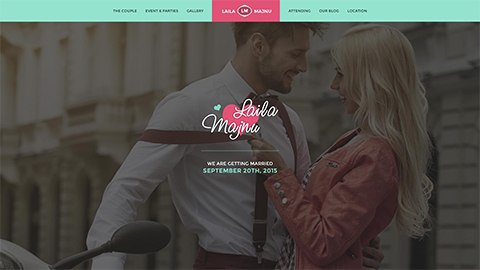 THE COUPLE EVENT & PARTIES GALLERY LAILA LM MAJNU ATTENDING OUR BLOG LOCATION
Laila
Majnu
WE ARE GETTING MARRIED
SEPTEMBER 20TH, 2015